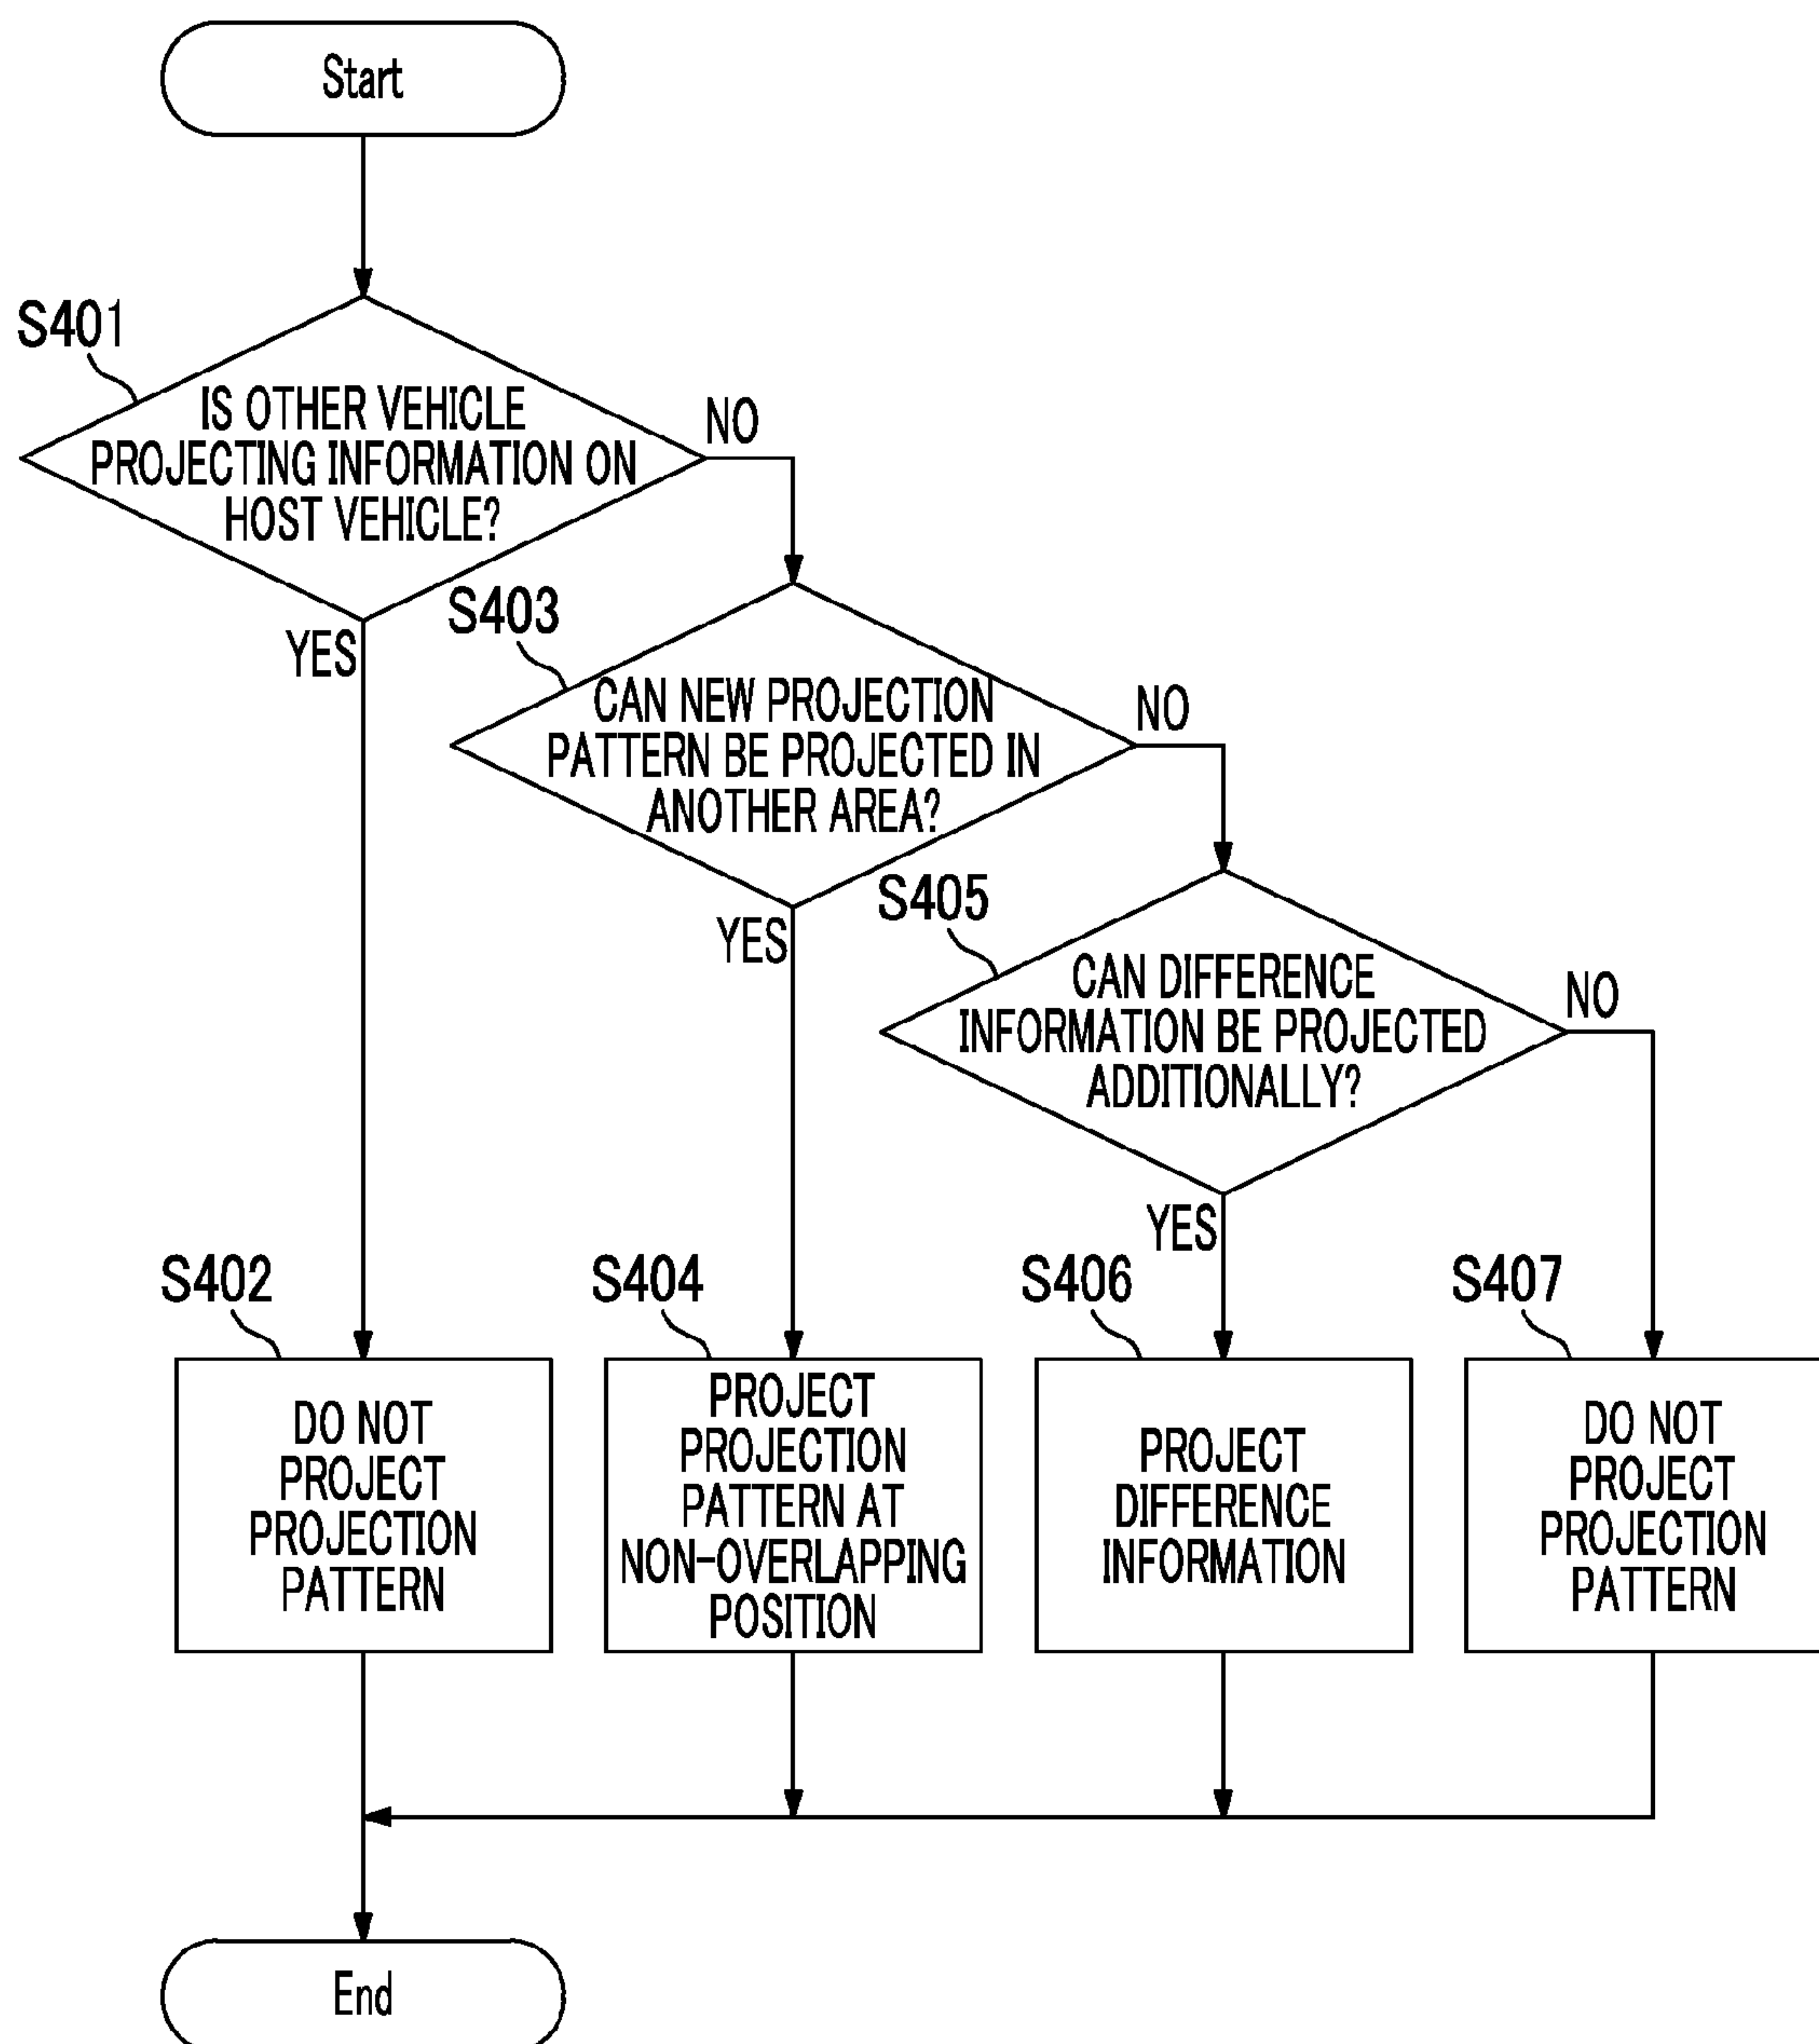 Start
S401
IS OTHER VEHICLE
PROJECTING INFORMATION ON
HOST VEHICLE?
NO
YES
S403
CAN NEW PROJECTION
PATTERN BE PROJECTED IN
ANOTHER AREA?
NO
YES
S405
CAN DIFFERENCE
INFORMATION BE PROJECTED
ADDITIONALLY?
NO
YES
S402
DO NOT
PROJECT
PROJECTION
PATTERN
S404
PROJECT
PROJECTION
PATTERN AT
NON-OVERLAPPING
POSITION
S406
PROJECT
DIFFERENCE
INFORMATION
S407
DO NOT
PROJECT
PROJECTION
PATTERN
End